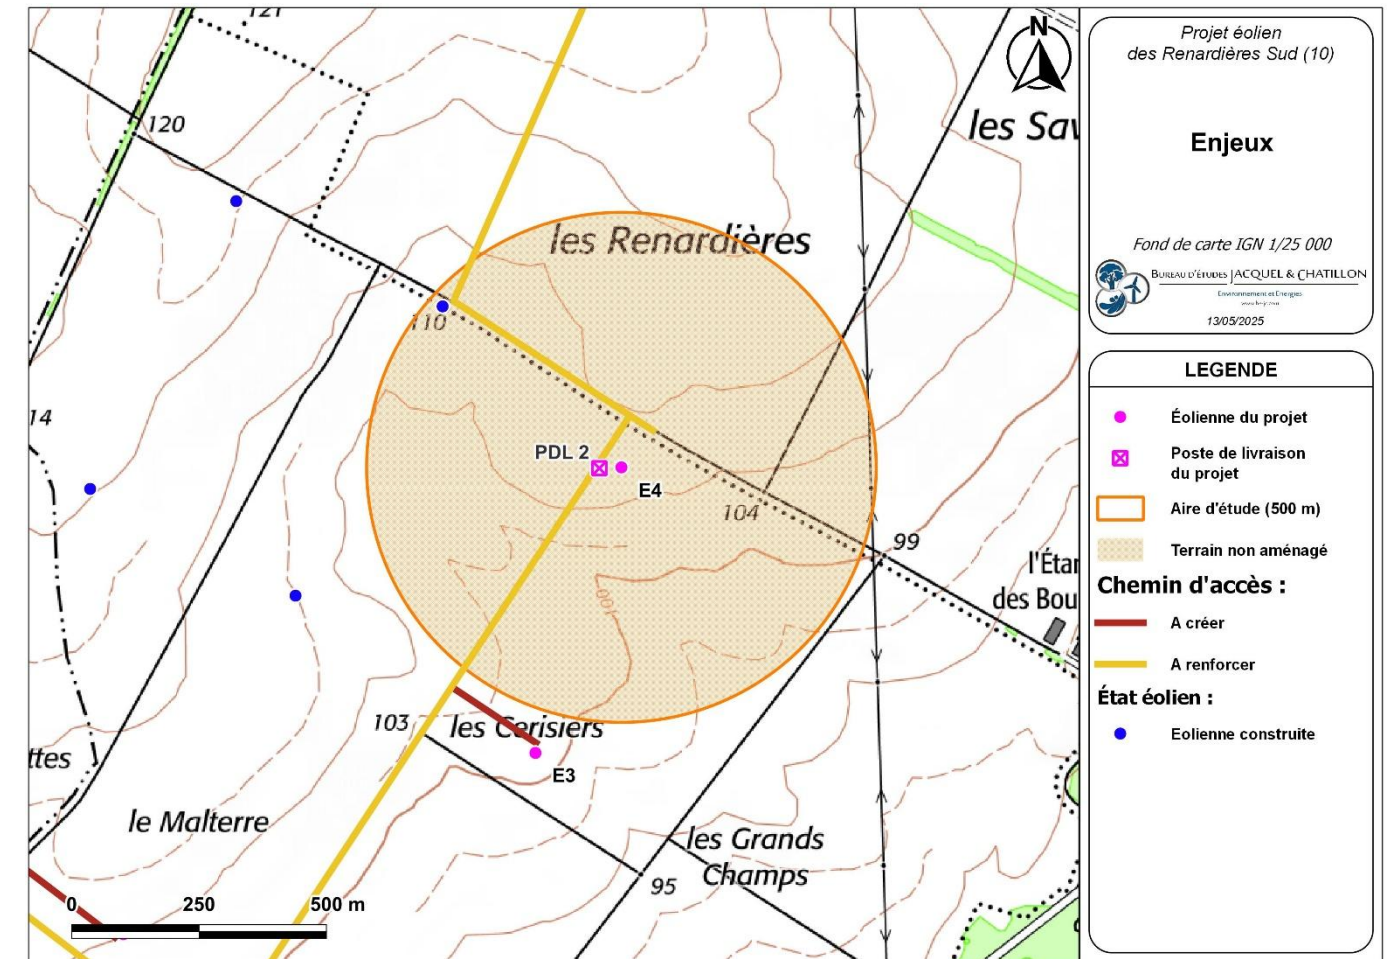 121
120
les Sav
les Renardières
110
14
PDL 2
E4
104
99
l'Étan
des Bou
100
103
les Cerisiers
E3
ttes
le Malterre
les Grands
Champs
95
0 250 500 m
N
Projet éolien
des Renardières Sud (10)
Enjeux
Fond de carte IGN 1/25 000
BUREAU D'ÉTUDES JACQUEL & CHATILLON
Environnement et Energies
13/05/2025
LEGENDE
Éolienne du projet
Poste de livraison
du projet
Aire d'étude (500 m)
Terrain non aménagé
Chemin d'accès :
A créer
A renforcer
État éolien :
Eolienne construite